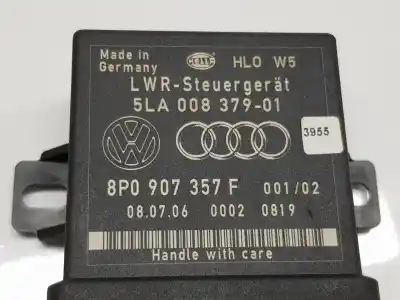 Made in
Germany
HELLA
HLO W5
LWR-Steuergerät
5LA 008 379-01
3955
8P0 907 357 F 001/02
08.07.06 0002 0819
Handle with care